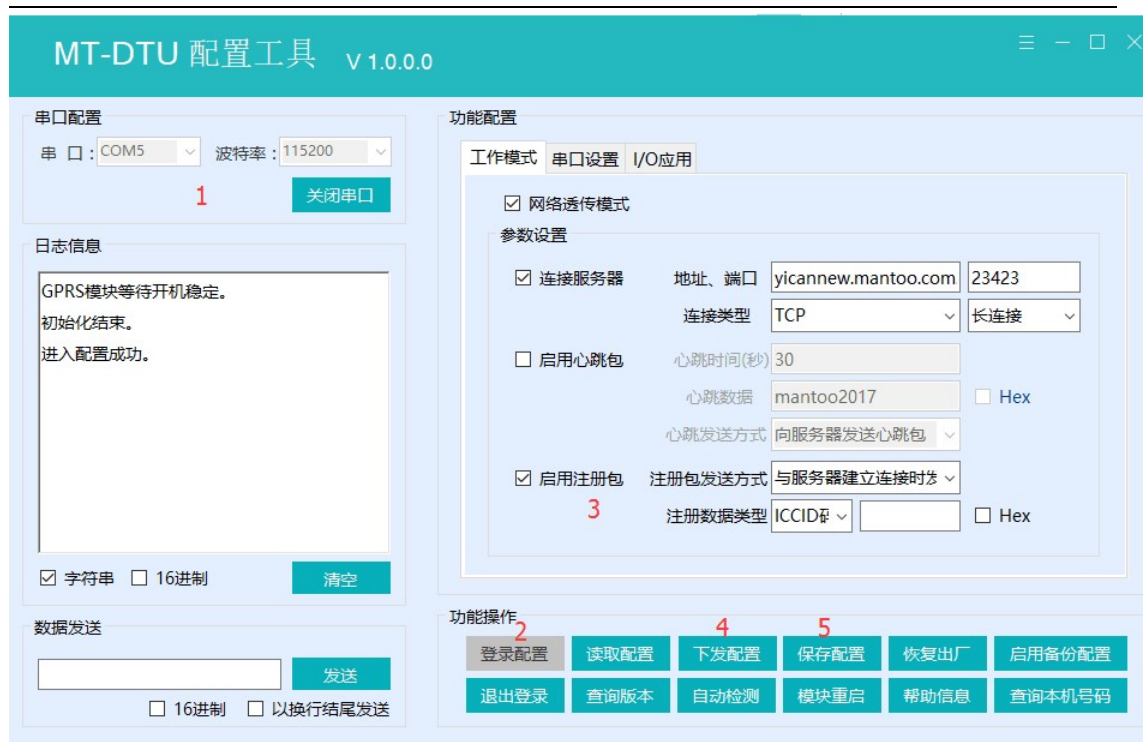 MT-DTU 配置工具 V 1.0.0.0
串口配置
串 口：COM5 波特率：115200
1 关闭串口
日志信息
GPRS模块等待开机稳定。
初始化结束。
进入配置成功。
字符串 16进制 清空
数据发送
发送
16进制 以换行结尾发送
功能配置
工作模式 串口设置 I/O应用
网络透传模式
参数设置
连接服务器 地址、端口 yicannew.mantoo.com 23423
连接类型 TCP 长连接
启用心跳包 心跳时间(秒) 30
心跳数据 mantoo2017 Hex
心跳发送方式 向服务器发送心跳包
启用注册包 注册包发送方式 与服务器建立连接时
3 注册数据类型 ICCID Hex
功能操作
2 4 5
登录配置 读取配置 下发配置 保存配置 恢复出厂 启用备份配置
退出登录 查询版本 自动检测 模块重启 帮助信息 查询本机号码